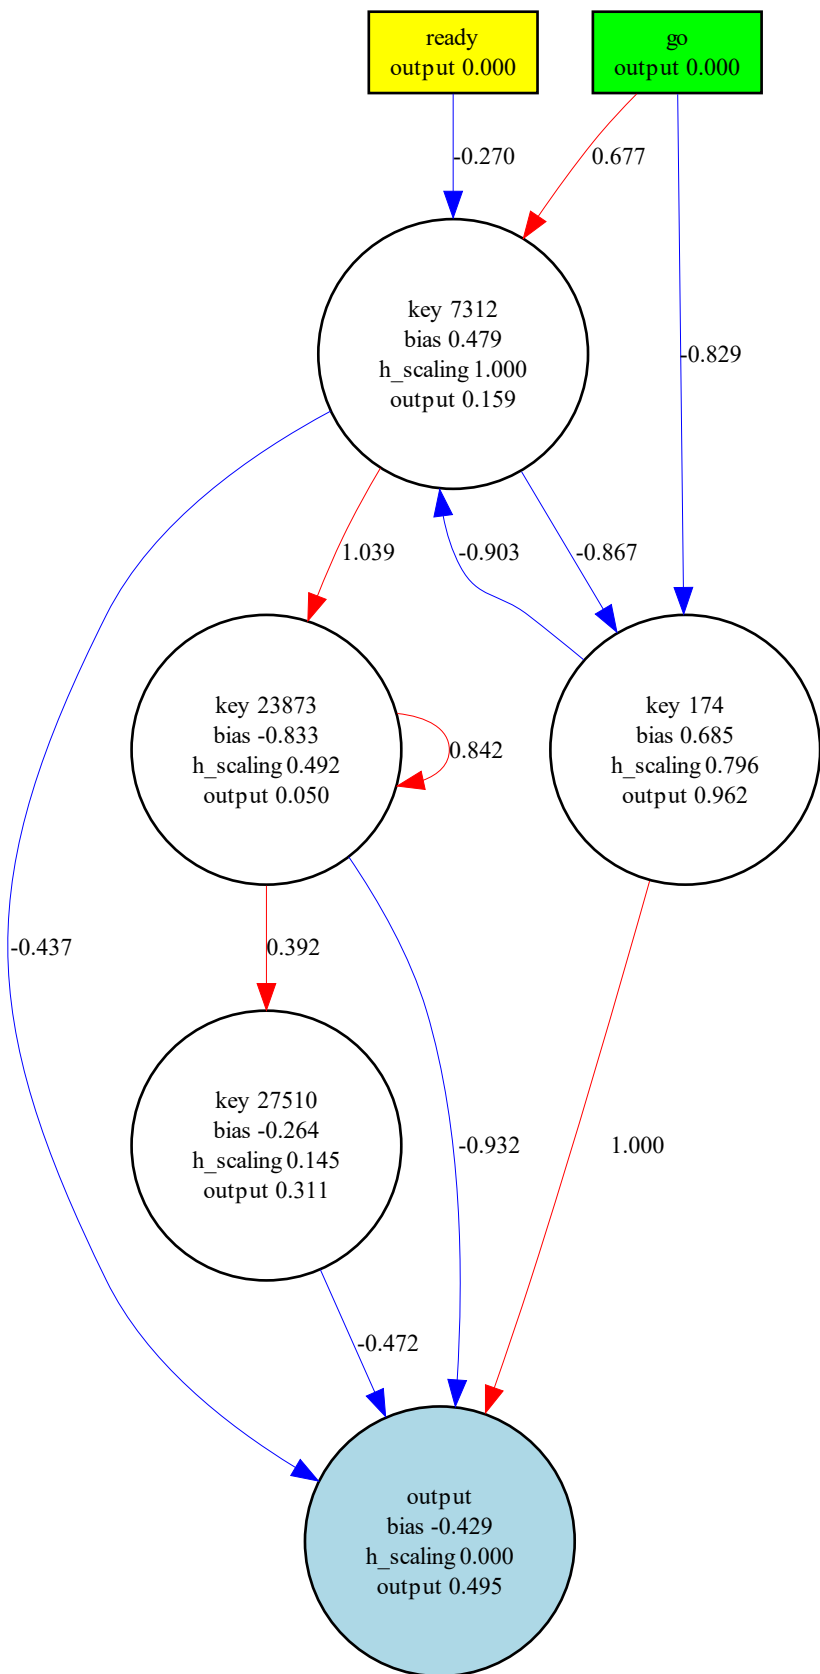 ready
output 0.000
go
output 0.000
-0.270
0.677
key 7312
bias 0.479
h_scaling 1.000
output 0.159
-0.829
1.039
-0.903
-0.867
key 23873
bias -0.833
h_scaling 0.492
output 0.050
0.842
key 174
bias 0.685
h_scaling 0.796
output 0.962
-0.437
0.392
key 27510
bias -0.264
h_scaling 0.145
output 0.311
-0.932
1.000
-0.472
output
bias -0.429
h_scaling 0.000
output 0.495